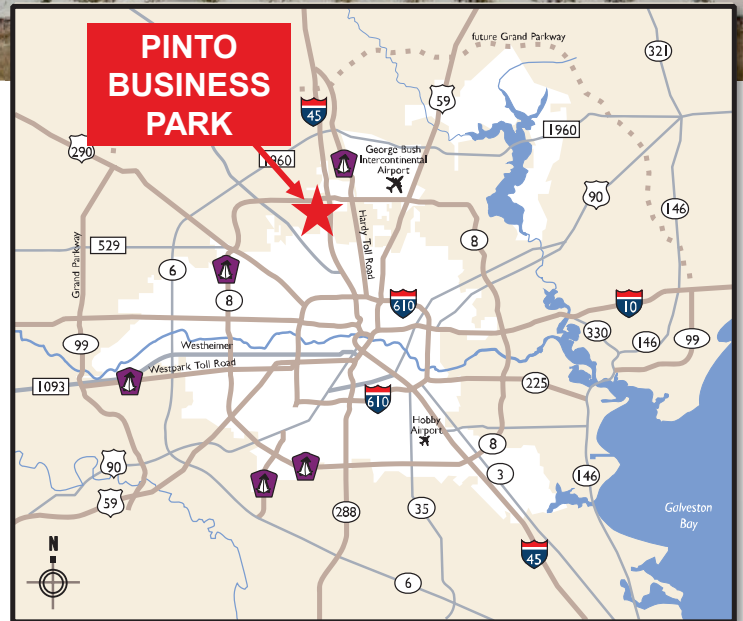 PINTO
BUSINESS
PARK
future Grand Parkway
321
59
45
1960
290
1960
George Bush
Intercontinental
Airport
90
146
Hardy Toll Road
Grand Parkway
529
6
8
8
610
10
330
146
99
99
Westheimer
Westpark Toll Road
1093
225
610
Hobby
Airport
8
3
146
90
59
288
35
Galveston
Bay
45
6
N